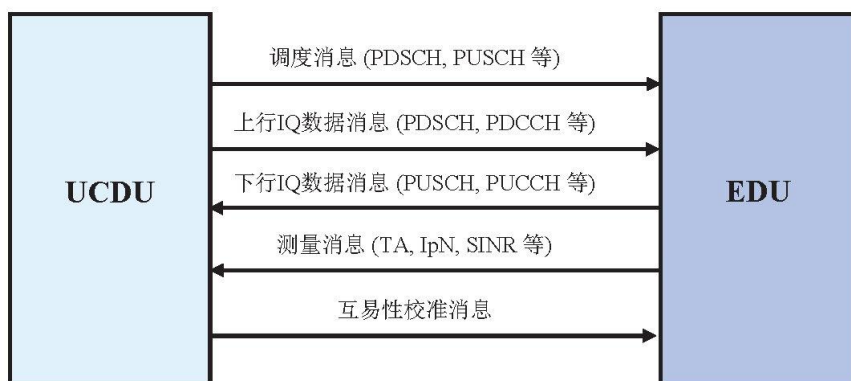 调度消息 (PDSCH, PUSCH 等)
上行IQ数据消息 (PDSCH, PDCCH 等)
下行IQ数据消息 (PUSCH, PUCCH 等)
UCDU
EDU
测量消息 (TA, IpN, SINR 等)
互易性校准消息